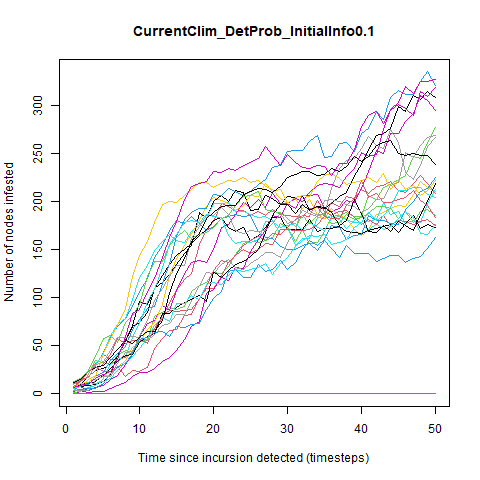 CurrentClim_DetProb_InitialInfo0.1
Number of nodes infested
300
250
200
150
100
50
0
0 10 20 30 40 50
Time since incursion detected (timesteps)